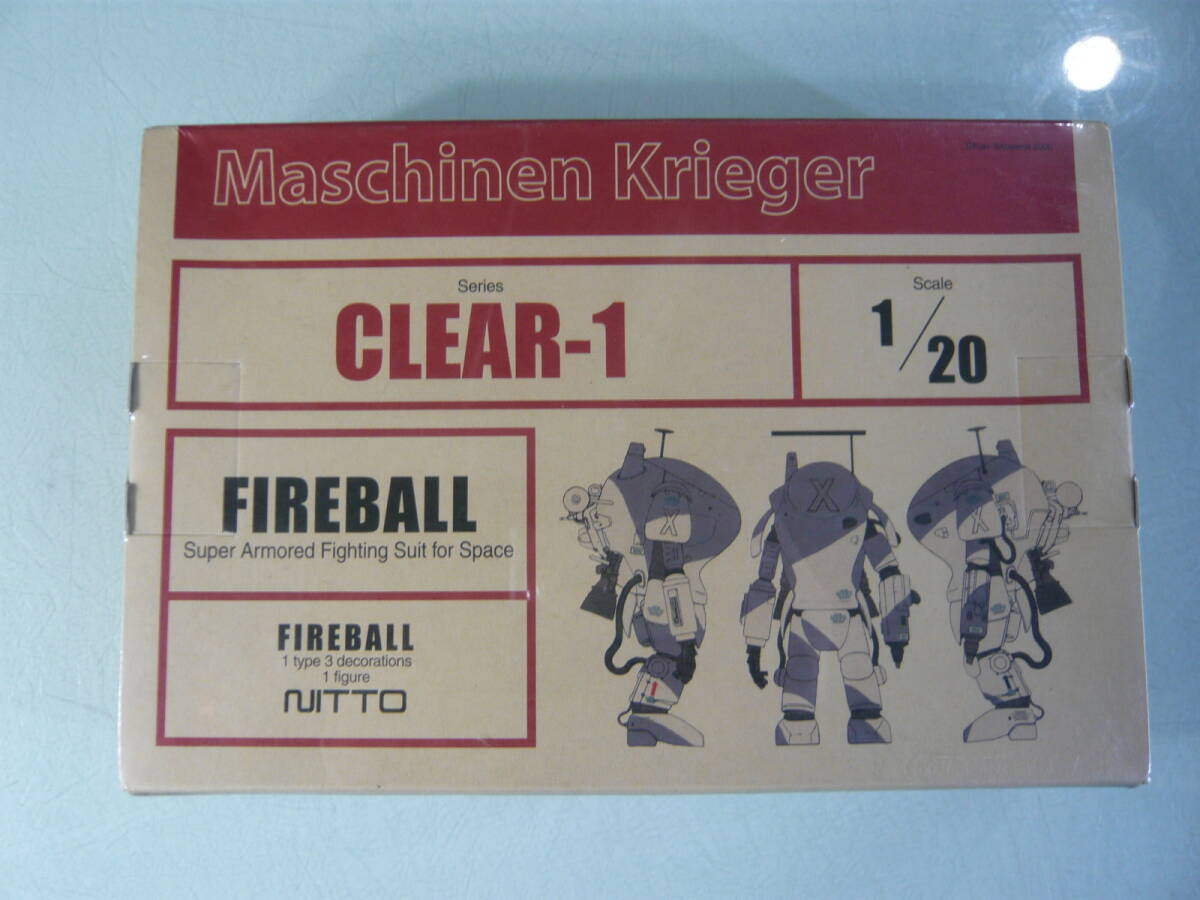 Maschinen Krieger
Series
CLEAR-1
Scale
1/20
FIREBALL
Super Armored Fighting Suit for Space
FIREBALL
1 type 3 decorations
1 figure
NITTO
X
X
X